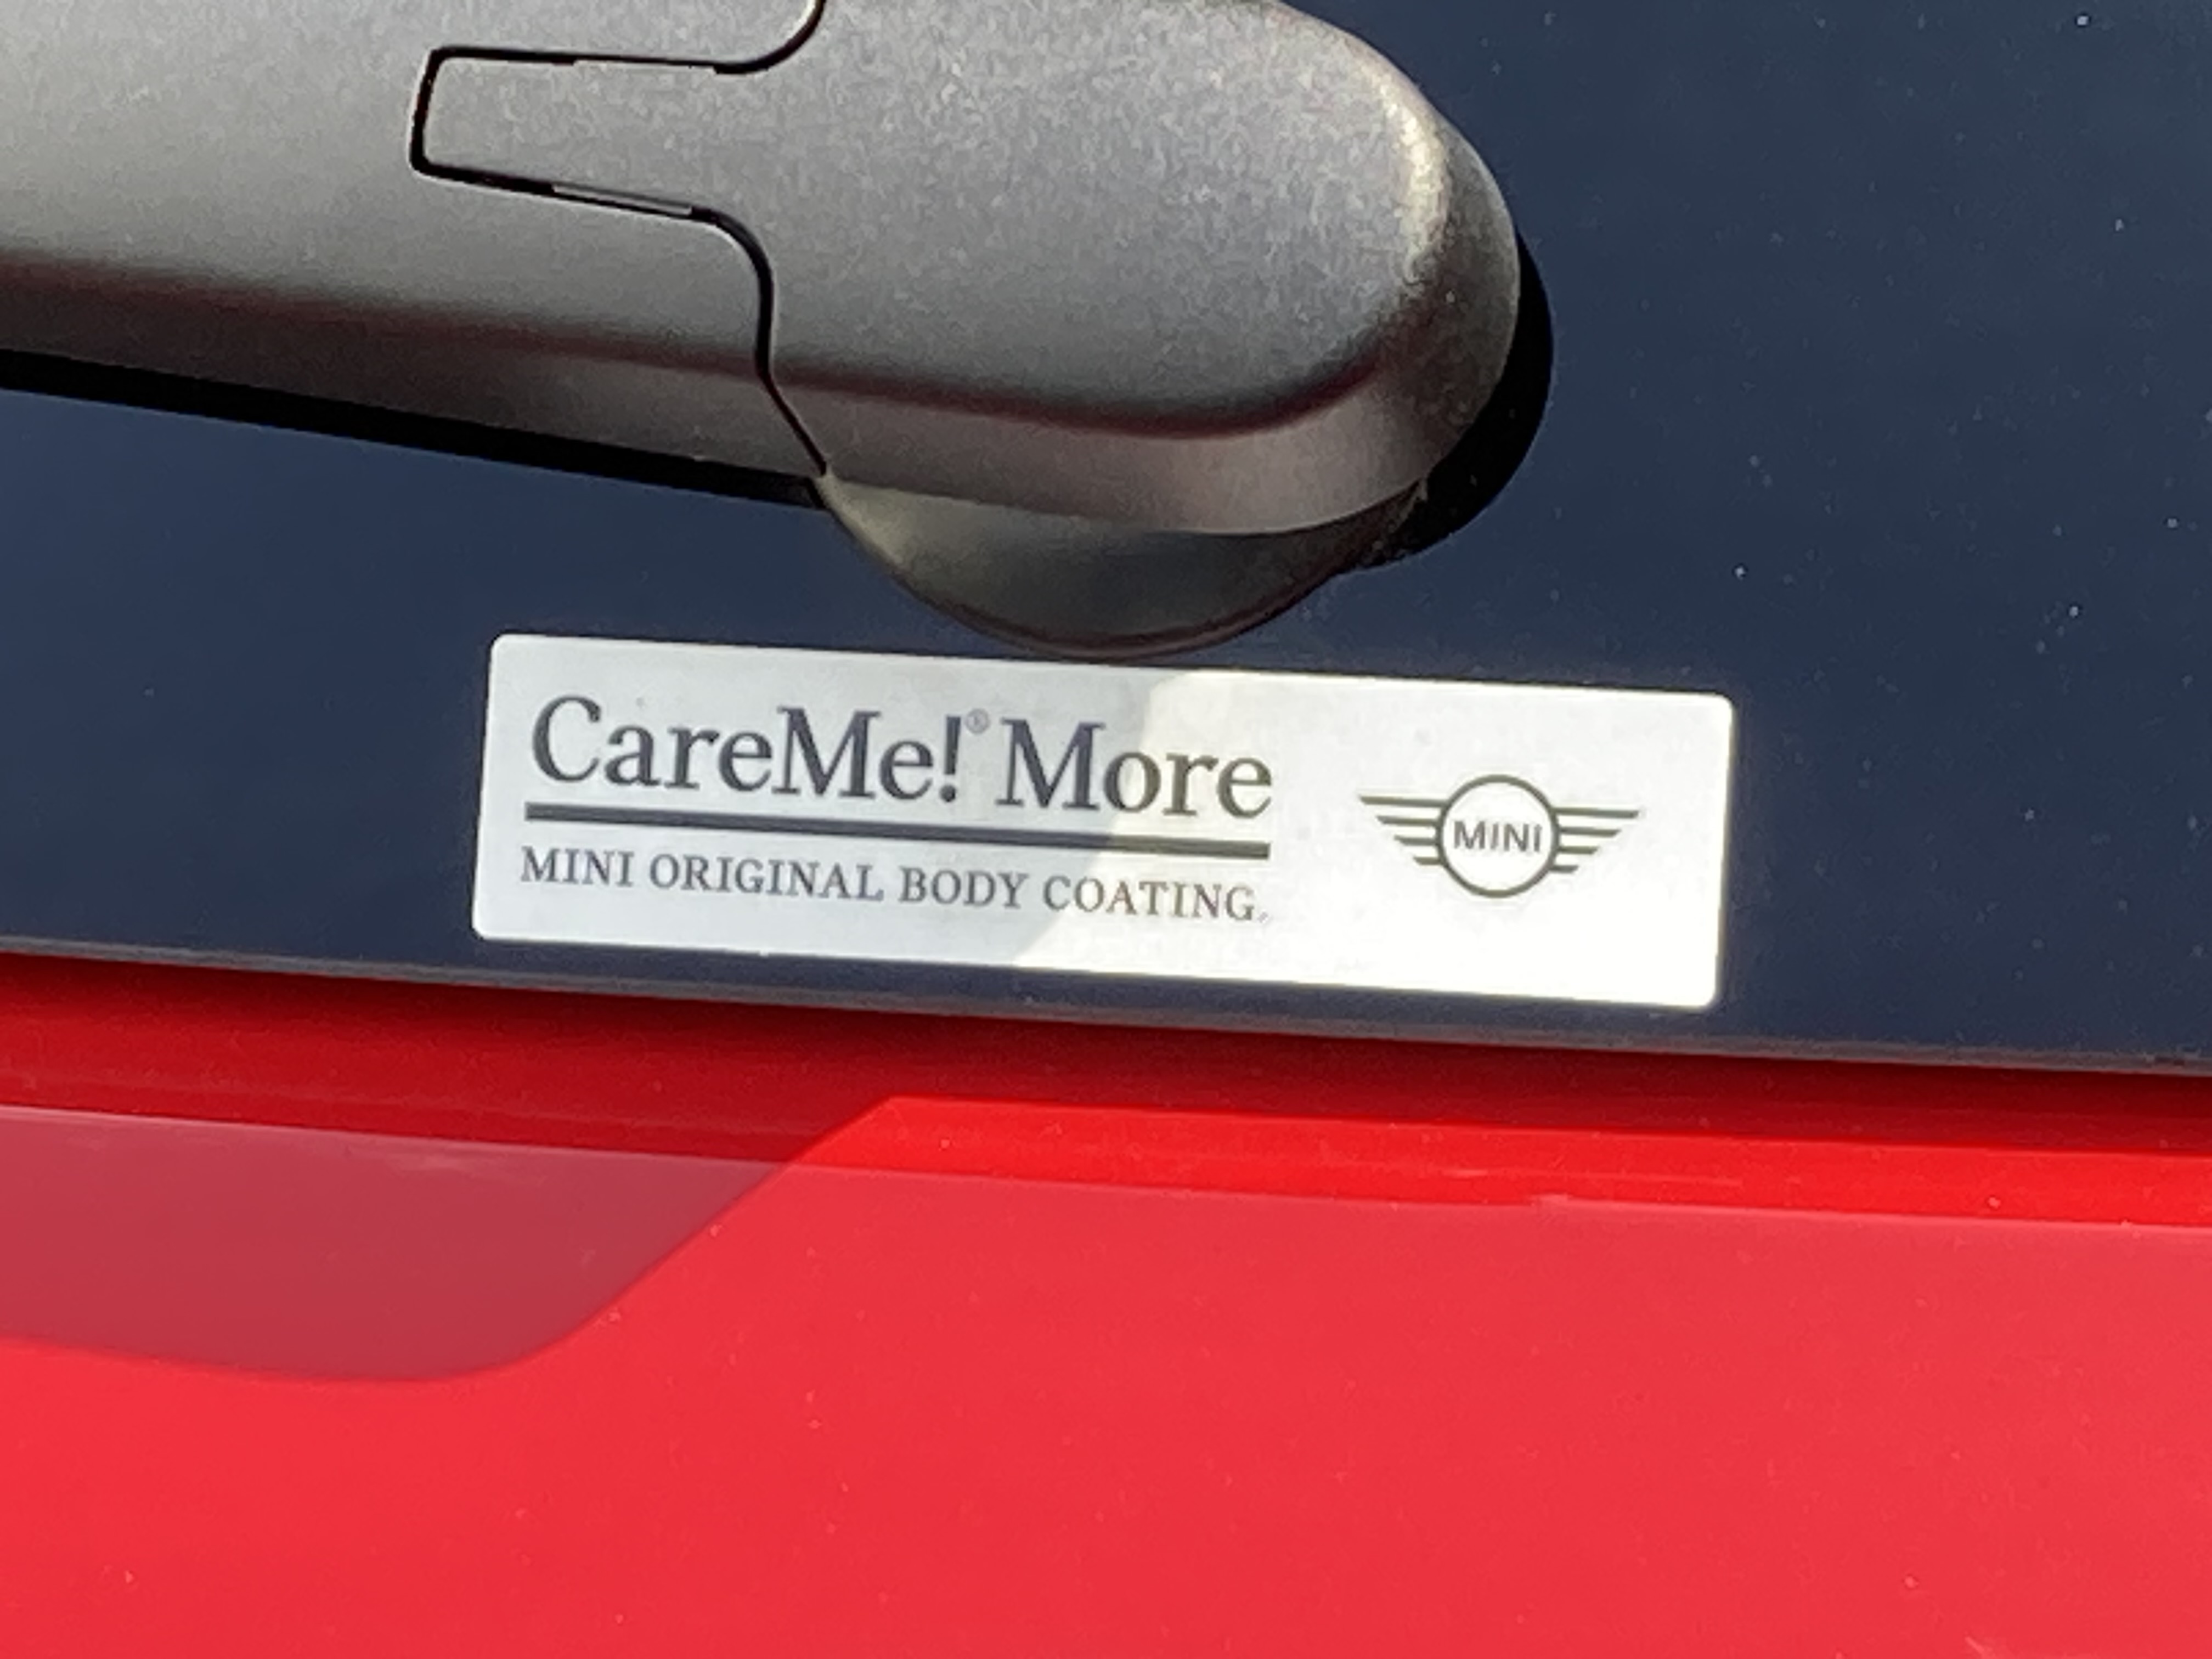 CareMe!® More
MINI ORIGINAL BODY COATING.
MINI